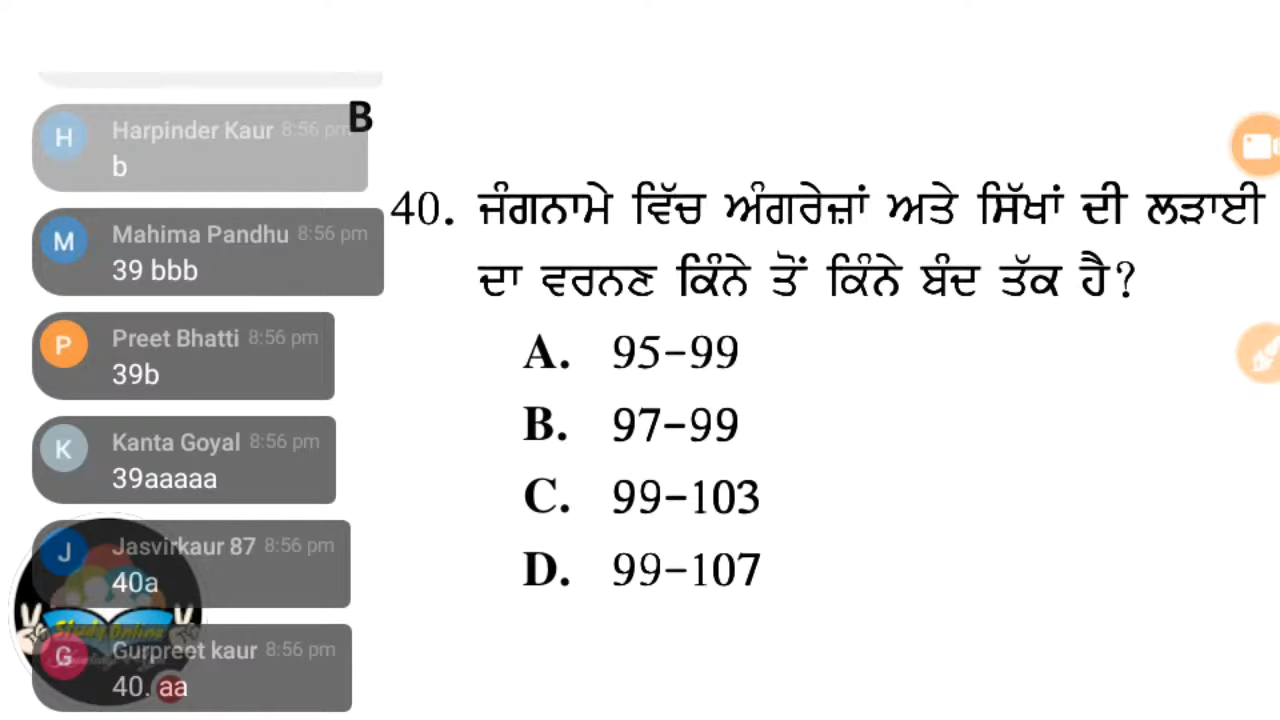 B
Harpinder Kaur 8:56 pm
b
Mahima Pandhu 8:56 pm
39 bbb
Preet Bhatti 8:56 pm
39b
Kanta Goyal 8:56 pm
39aaaaa
Jasvirkaur 87 8:56 pm
40a
Study Online
Gurpreet kaur 8:56 pm
40. aa
40. ਜੰਗਨਾਮੇ ਵਿੱਚ ਅੰਗਰੇਜ਼ਾਂ ਅਤੇ ਸਿੱਖਾਂ ਦੀ ਲੜਾਈ
ਦਾ ਵਰਨਣ ਕਿੰਨੇ ਤੋਂ ਕਿੰਨੇ ਬੰਦ ਤੱਕ ਹੈ?
A. 95-99
B. 97-99
C. 99-103
D. 99-107